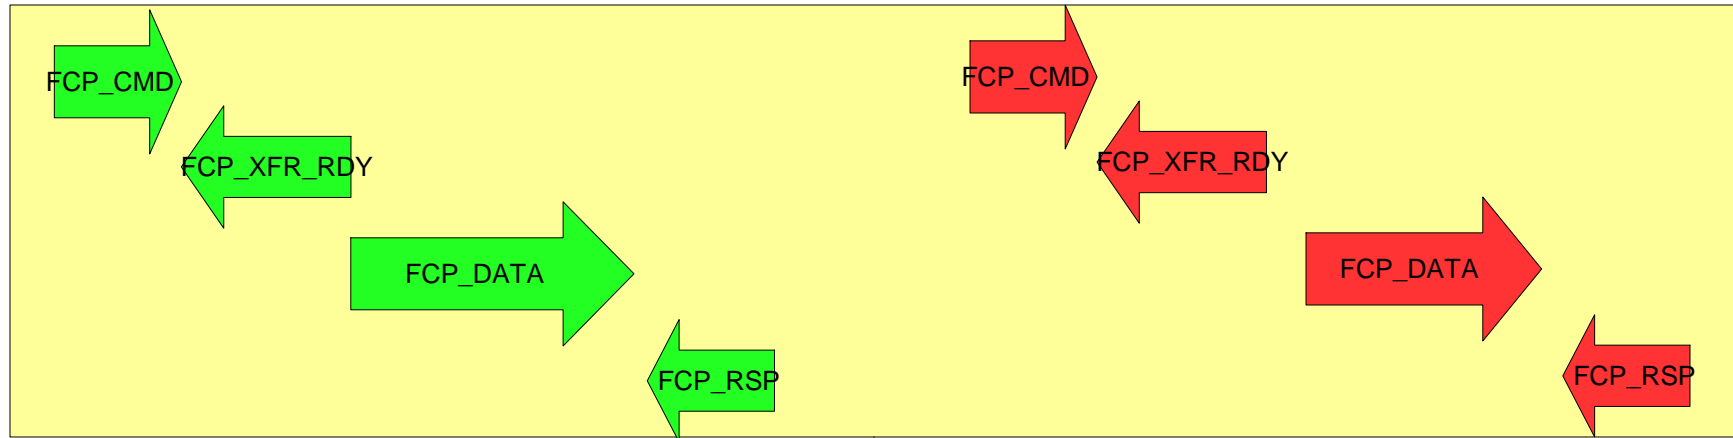 FCP_CMD
FCP_XFR_RDY
FCP_DATA
FCP_RSP
FCP_CMD
FCP_XFR_RDY
FCP_DATA
FCP_RSP